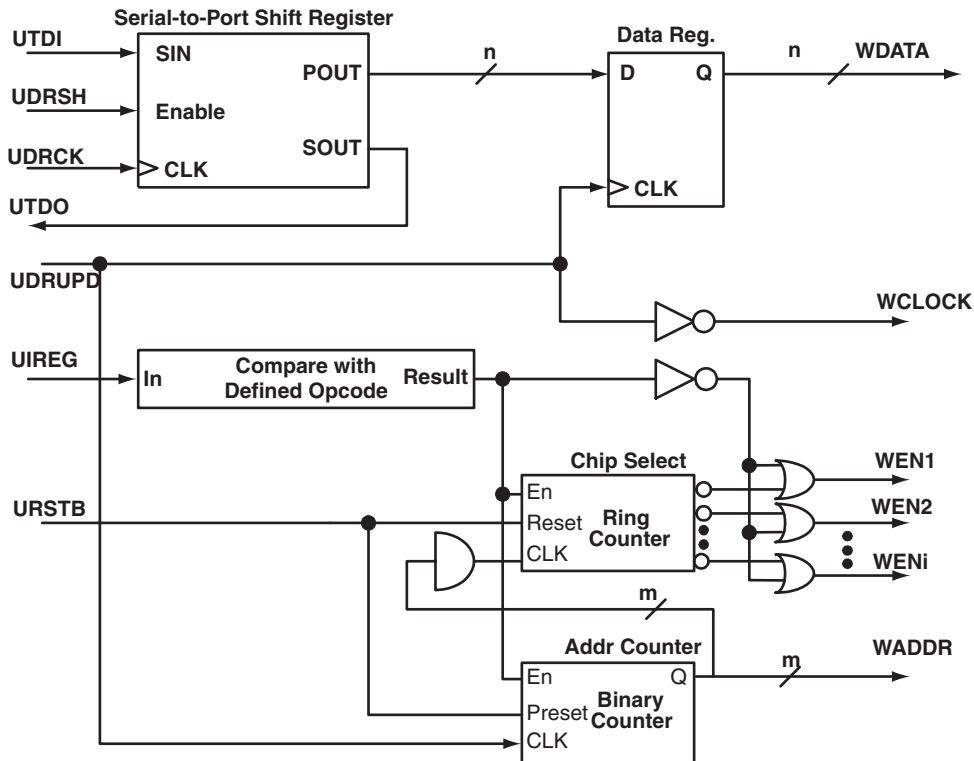 Serial-to-Port Shift Register
UTDI
SIN
Data Reg.
POUT
n
D
Q
n
WDATA
UDRSH
Enable
SOUT
UDRCK
CLK
CLK
UTDO
UDRUPD
WCLOCK
UIREG
In
Compare with
Defined Opcode
Result
Chip Select
WEN1
En
URSTB
Reset
Ring
Counter
WEN2
CLK
WENi
m
Addr Counter
WADDR
En
Q
m
Binary
Counter
Preset
CLK